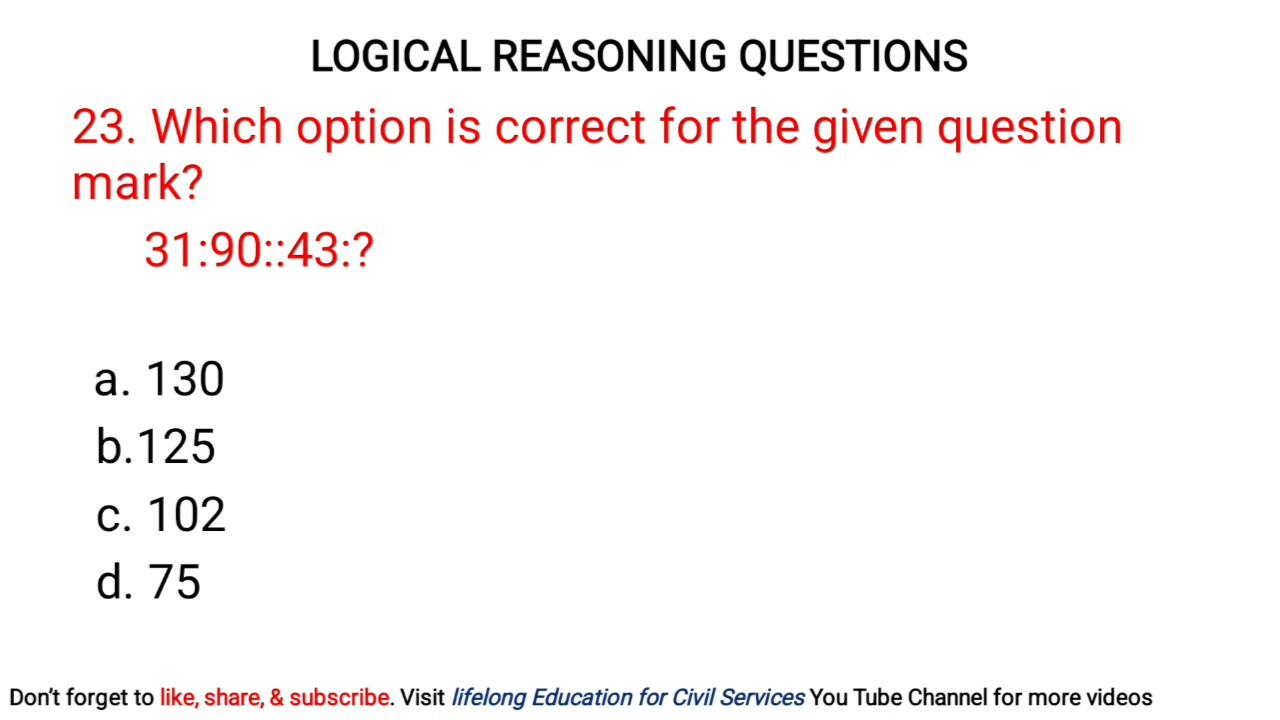 LOGICAL REASONING QUESTIONS
23. Which option is correct for the given question
mark?
31:90::43:?
a. 130
b.125
c. 102
d. 75
Don't forget to like, share, & subscribe. Visit lifelong Education for Civil Services You Tube Channel for more videos